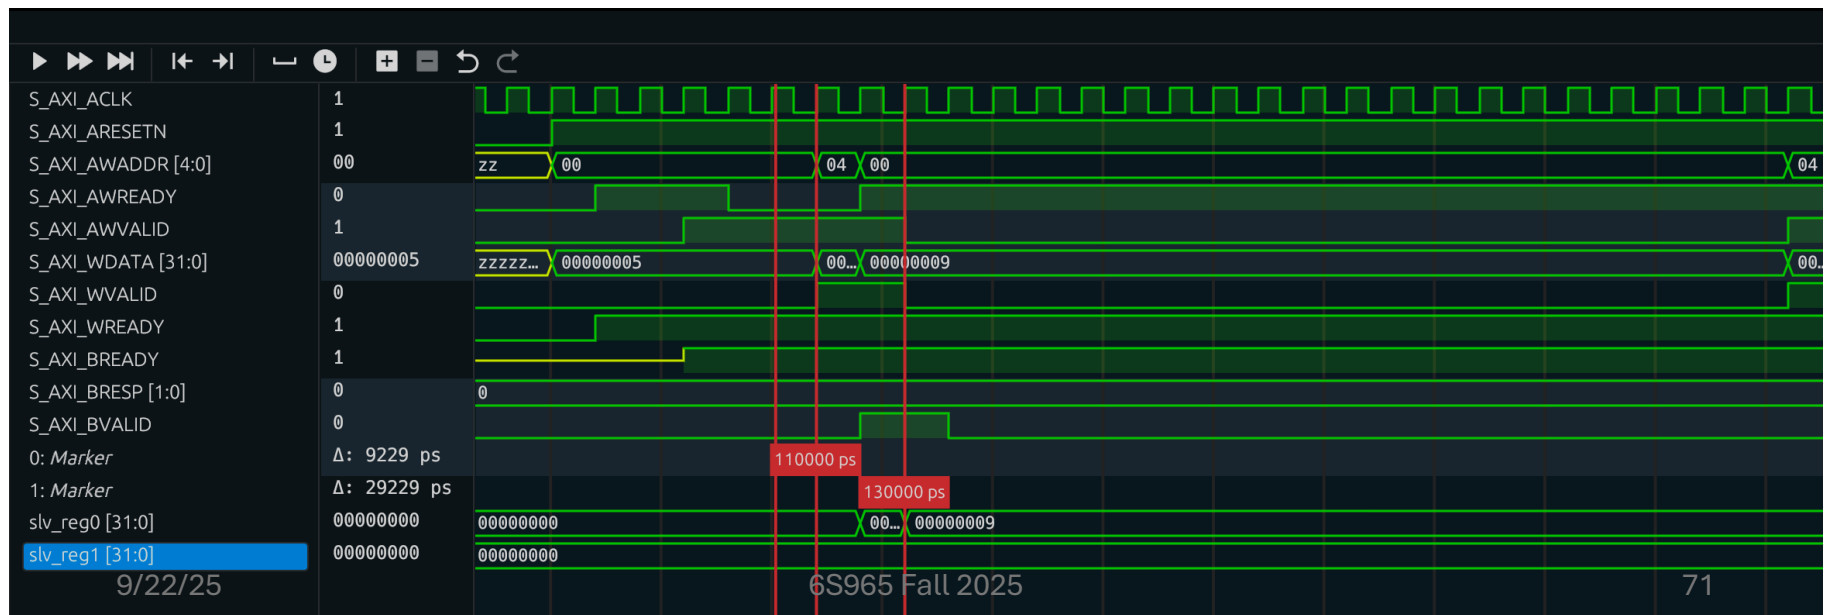 S_AXI_ACLK 1
S_AXI_ARESETN 1
S_AXI_AWADDR [4:0] 00 zz 00 04 00 04
S_AXI_AWREADY 0
S_AXI_AWVALID 1
S_AXI_WDATA [31:0] 00000005 zzzzz… 00000005 00… 00000009 00…
S_AXI_WVALID 0
S_AXI_WREADY 1
S_AXI_BREADY 1
S_AXI_BRESP [1:0] 0 0
S_AXI_BVALID 0
0: Marker Δ: 9229 ps 110000 ps
1: Marker Δ: 29229 ps 130000 ps
slv_reg0 [31:0] 00000000 00000000 00… 00000009
slv_reg1 [31:0] 00000000 00000000
9/22/25 6S965 Fall 2025 71